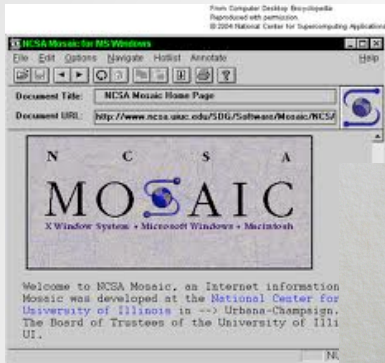 From Computer Desktop Encyclopedia
Reproduced with permission.
© 2004 National Center for Supercomputing Applications
NCSA Mosaic for MS Windows
File Edit Options Navigate Hotlist Annotate Help
Document Title: NCSA Mosaic Home Page
Document URL: http://www.ncsa.uiuc.edu/SDG/Software/Mosaic/NCS/
N C S A
MOSAIC
X Window System • Microsoft Windows • Macintosh
Welcome to NCSA Mosaic, an Internet information
Mosaic was developed at the National Center for
University of Illinois in --> Urbana-Champaign.
The Board of Trustees of the University of Illi
UI.